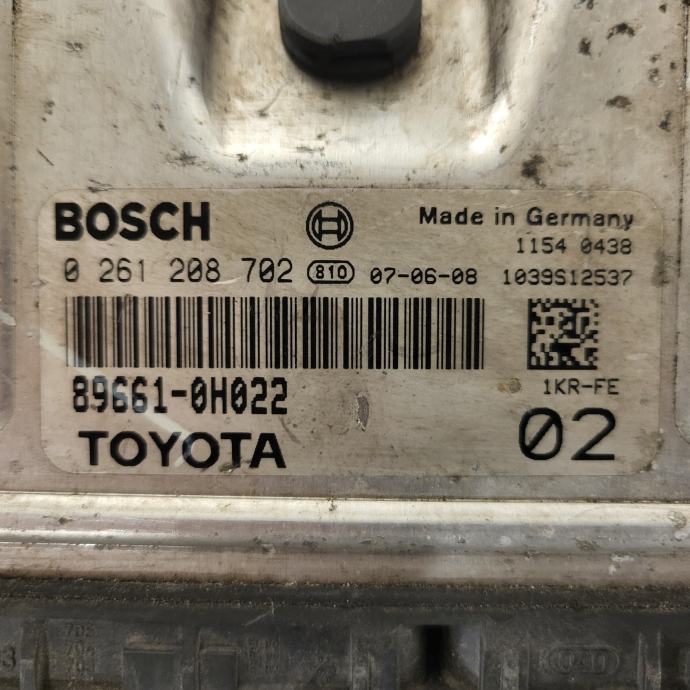 BOSCH
Made in Germany
1154 0438
0 261 208 702 810 07-06-08 1039S12537
89661-0H022
1KR-FE
TOYOTA
02